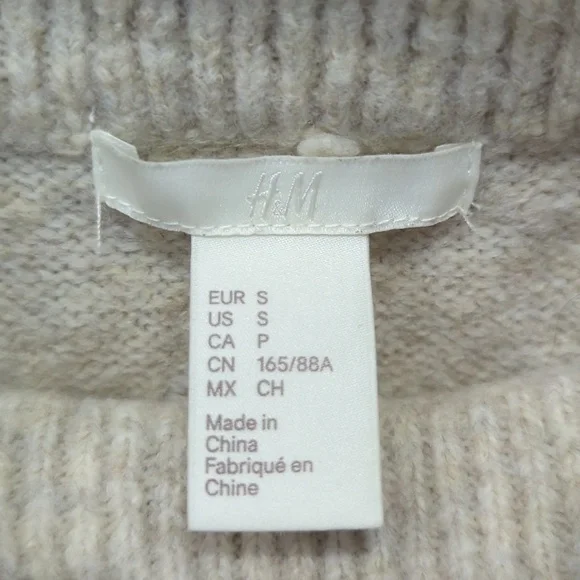 H&M
EUR S
US S
CA P
CN 165/88A
MX CH
Made in
China
Fabriqué en
Chine